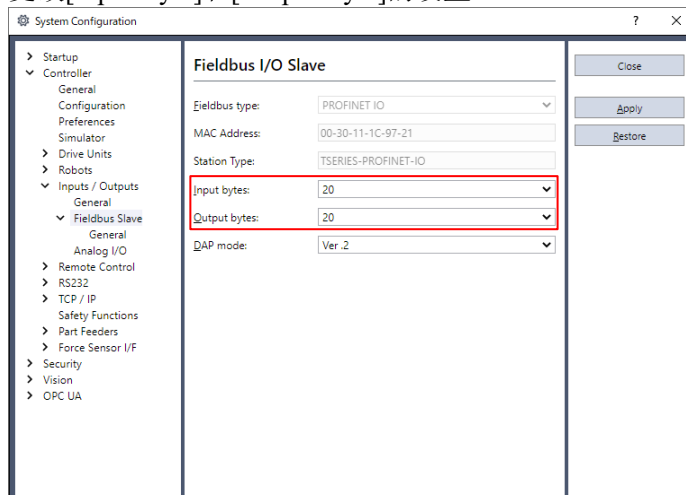 System Configuration
?
Startup
Controller
General
Configuration
Preferences
Simulator
Drive Units
Robots
Inputs / Outputs
General
Fieldbus Slave
General
Analog I/O
Remote Control
RS232
TCP / IP
Safety Functions
Part Feeders
Force Sensor I/F
Security
Vision
OPC UA
Fieldbus I/O Slave
Fieldbus type: PROFINET IO
MAC Address: 00-30-11-1C-97-21
Station Type: TSERIES-PROFINET-IO
Input bytes: 20
Output bytes: 20
DAP mode: Ver .2
Close
Apply
Restore